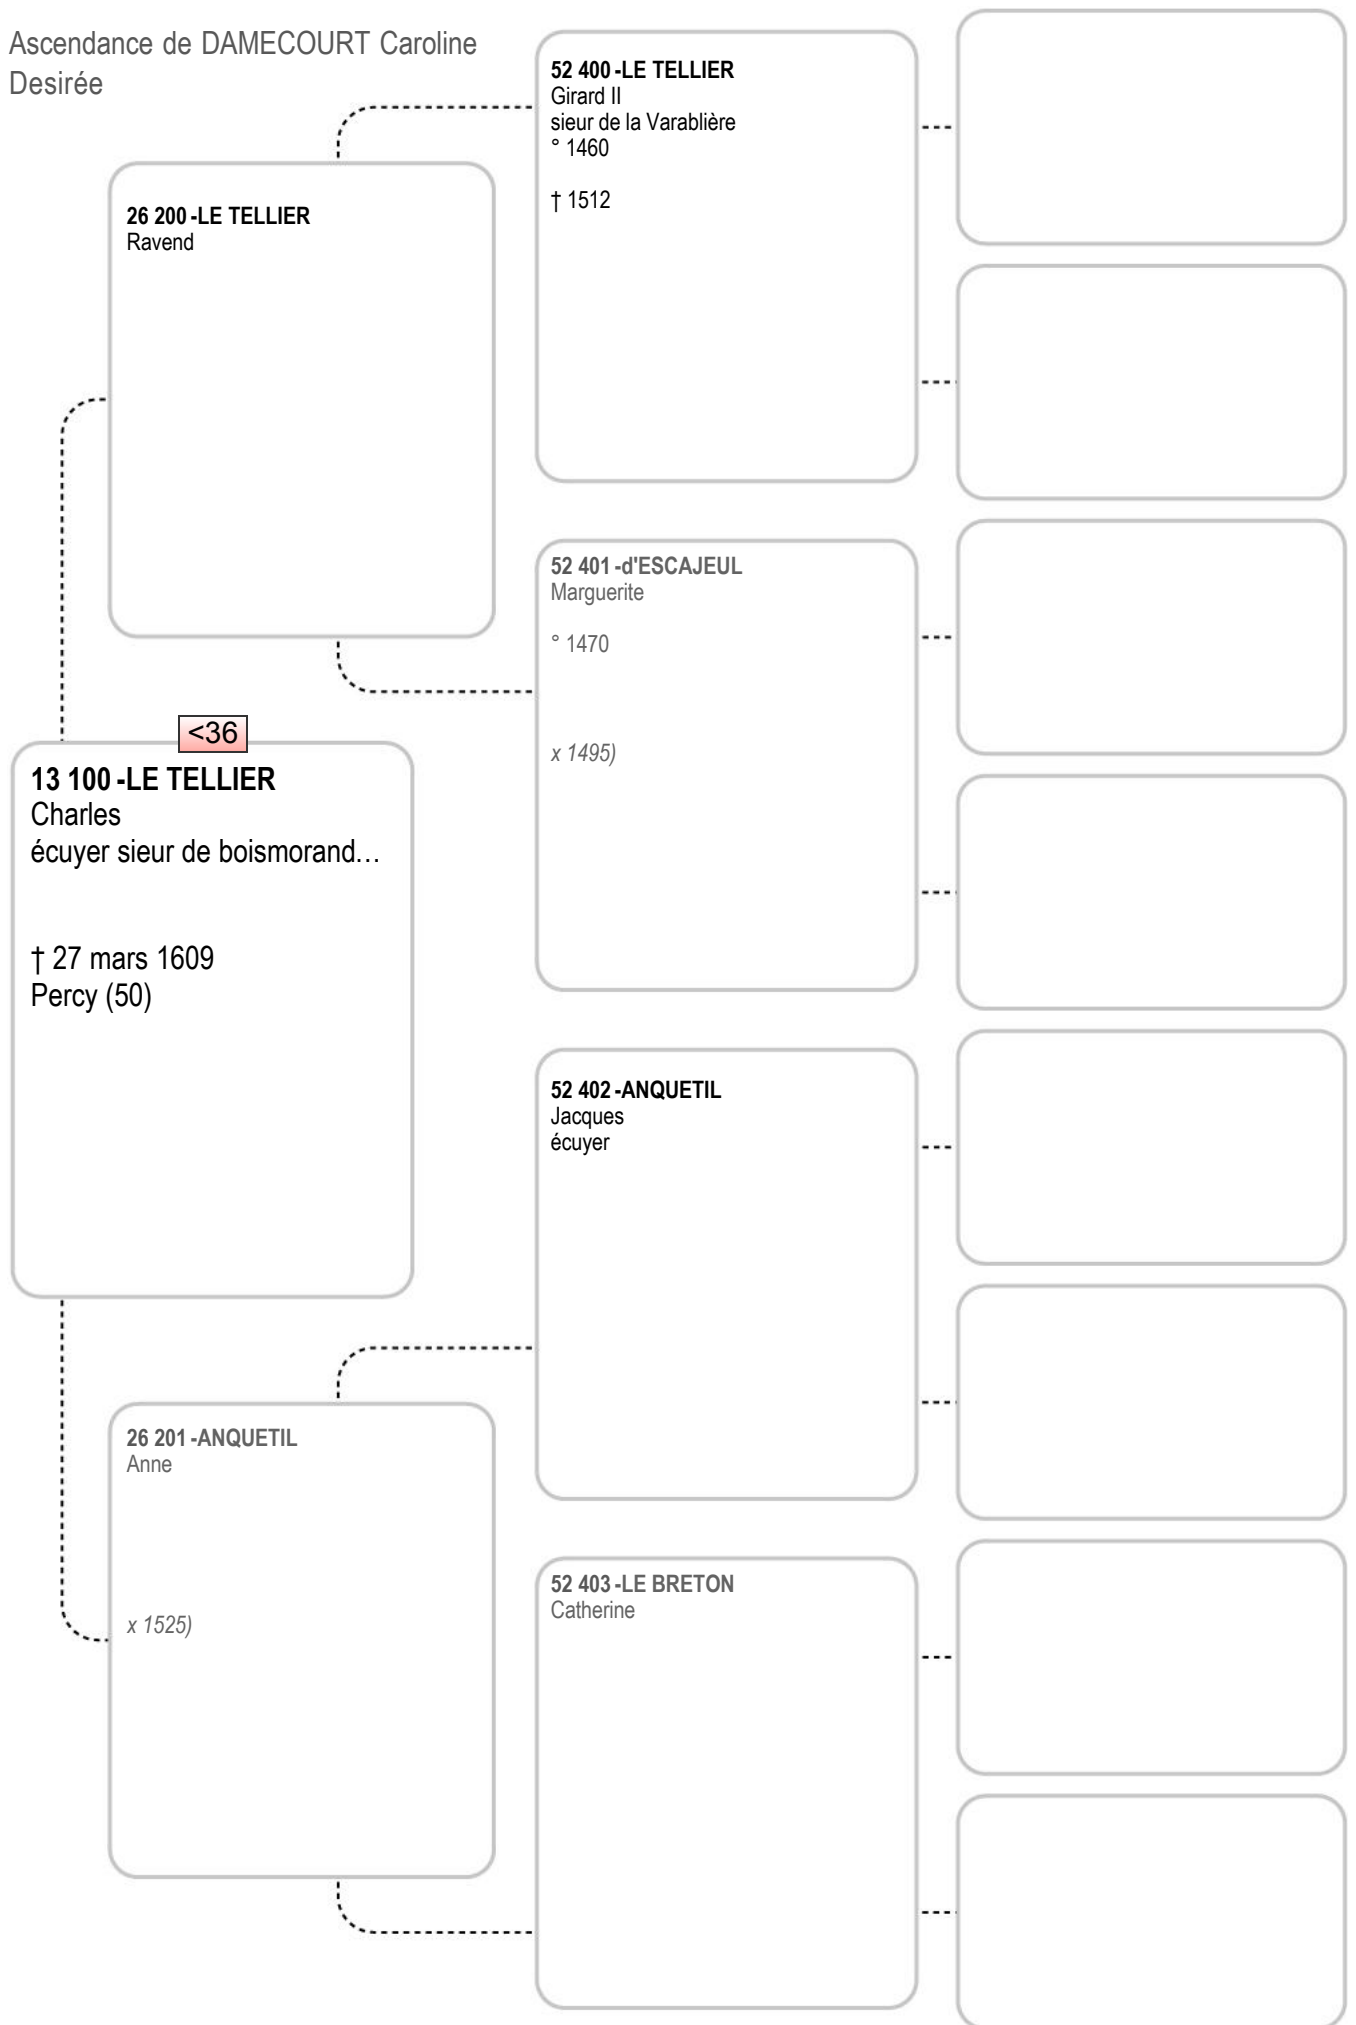 Ascendance de DAMECOURT Caroline
Desirée
52 400 -LE TELLIER
Girard II
sieur de la Varablière
° 1460
† 1512
26 200 -LE TELLIER
Ravend
52 401 -d'ESCAJEUL
Marguerite
° 1470
x 1495)
<36
13 100 -LE TELLIER
Charles
écuyer sieur de boismorand…
† 27 mars 1609
Percy (50)
52 402 -ANQUETIL
Jacques
écuyer
26 201 -ANQUETIL
Anne
x 1525)
52 403 -LE BRETON
Catherine